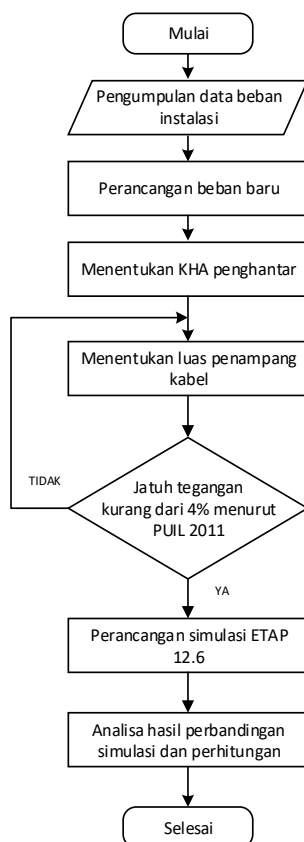 Mulai
Pengumpulan data beban
instalasi
Perancangan beban baru
Menentukan KHA penghantar
Menentukan luas penampang
kabel
TIDAK
Jatuh tegangan
kurang dari 4% menurut
PUIL 2011
YA
Perancangan simulasi ETAP
12.6
Analisa hasil perbandingan
simulasi dan perhitungan
Selesai